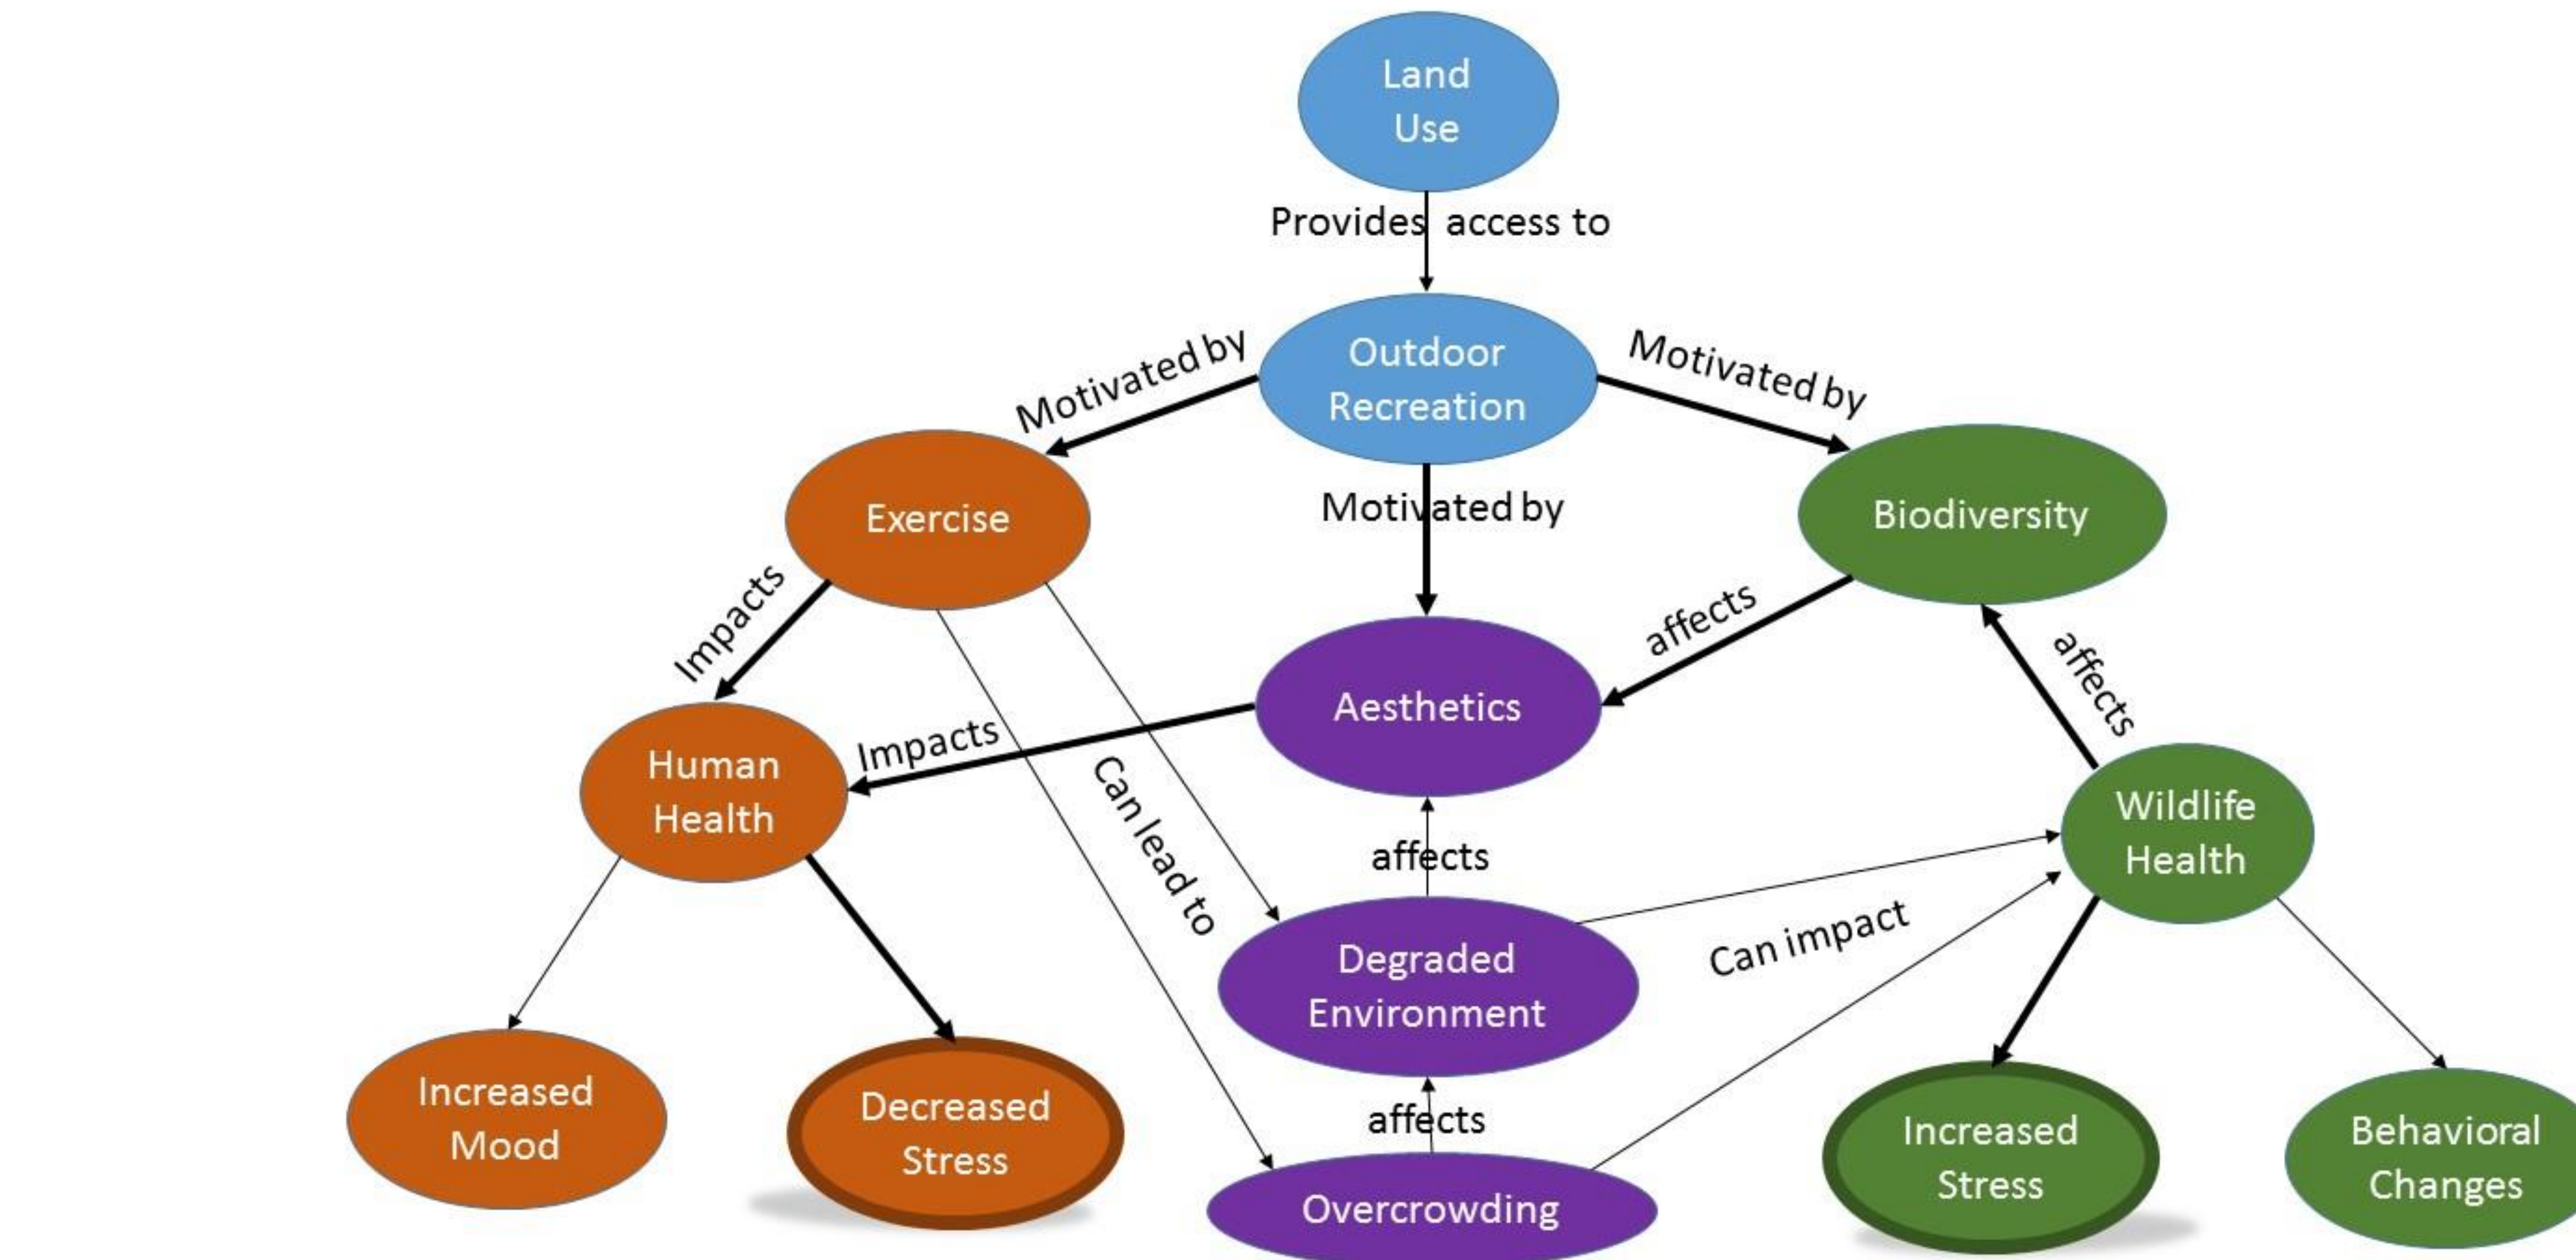 Land
Use
Provides access to
Outdoor
Recreation
Motivated by
Motivated by
Motivated by
Exercise
Biodiversity
Impacts
affects
affects
Aesthetics
Impacts
Human
Health
Can lead to
Wildlife
Health
affects
Degraded
Environment
Can impact
Increased
Mood
Decreased
Stress
affects
Overcrowding
Increased
Stress
Behavioral
Changes